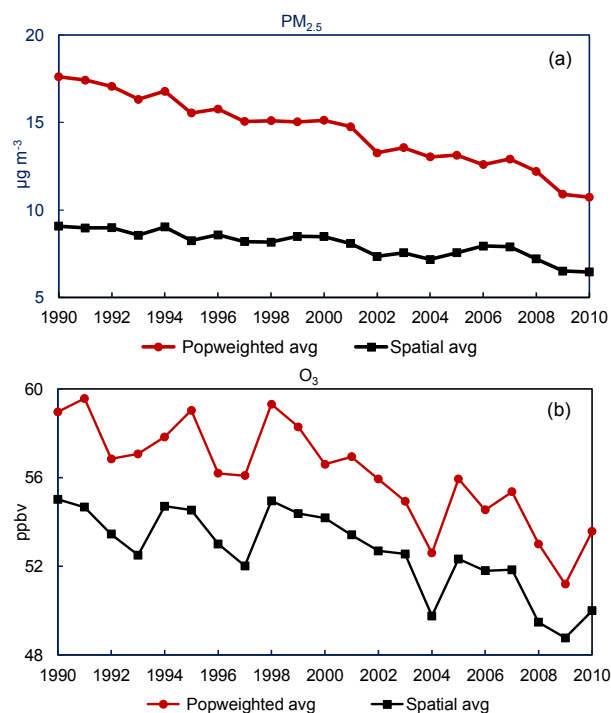 PM2.5
20
(a)
15
µg m⁻³
10
5
1990 1992 1994 1996 1998 2000 2002 2004 2006 2008 2010
Popweighted avg Spatial avg
O3
60
(b)
56
ppbv
52
48
1990 1992 1994 1996 1998 2000 2002 2004 2006 2008 2010
Popweighted avg Spatial avg